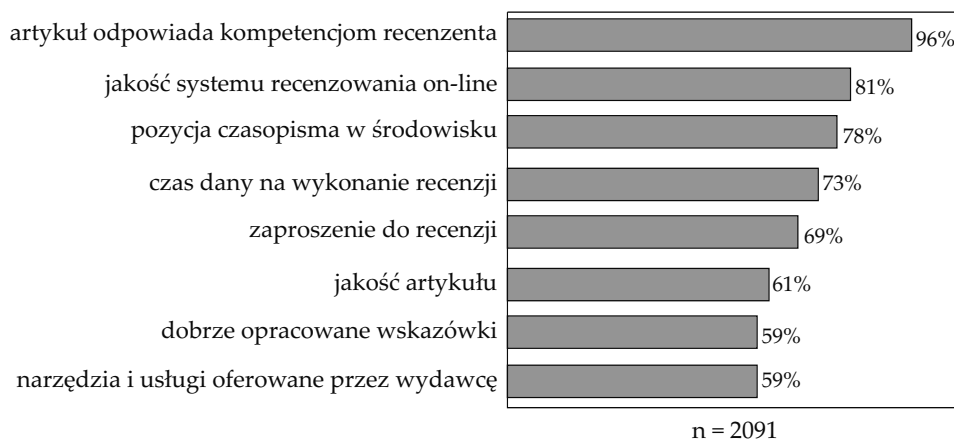 artykuł odpowiada kompetencjom recenzenta 96%
jakość systemu recenzowania on-line 81%
pozycja czasopisma w środowisku 78%
czas dany na wykonanie recenzji 73%
zaproszenie do recenzji 69%
jakość artykułu 61%
dobrze opracowane wskazówki 59%
narzędzia i usługi oferowane przez wydawcę 59%
n = 2091